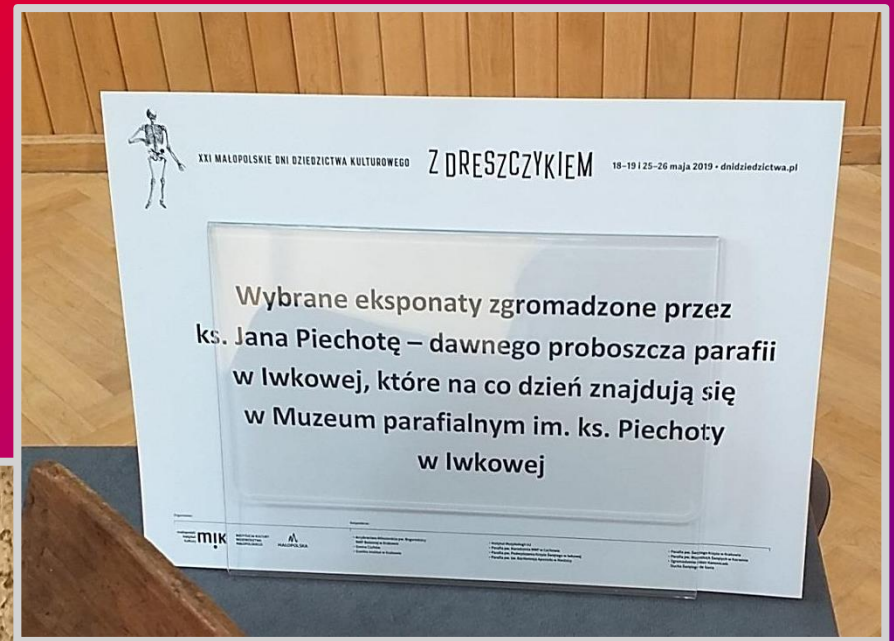 XXI MAŁOPOLSKIE DNI DZIEDZICTWA KULTUROWEGO Z DRESZCZYKIEM 18–19 i 25–26 maja 2019 • dnidziedzictwa.pl
Wybrane eksponaty zgromadzone przez
ks. Jana Piechotę – dawnego proboszcza parafii
w Iwkowej, które na co dzień znajdują się
w Muzeum parafialnym im. ks. Piechoty
w Iwkowej
mik
MAŁOPOLSKA